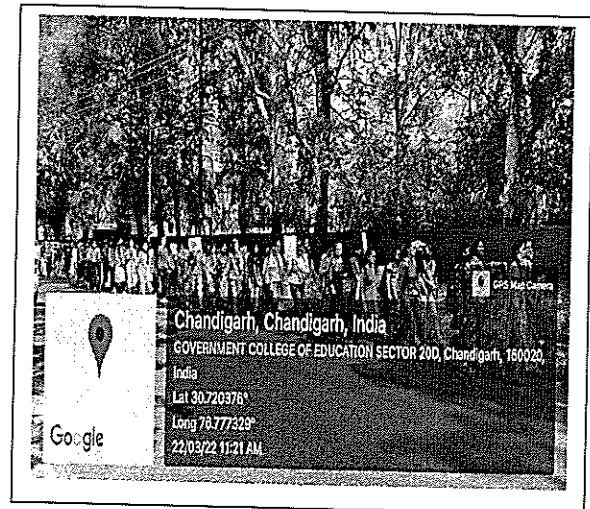 GPS Map Camera
Chandigarh, Chandigarh, India
GOVERNMENT COLLEGE OF EDUCATION SECTOR 20D, Chandigarh, 160020,
India
Lat 30.720376°
Long 76.777329°
22/03/22 11:21 AM
Google